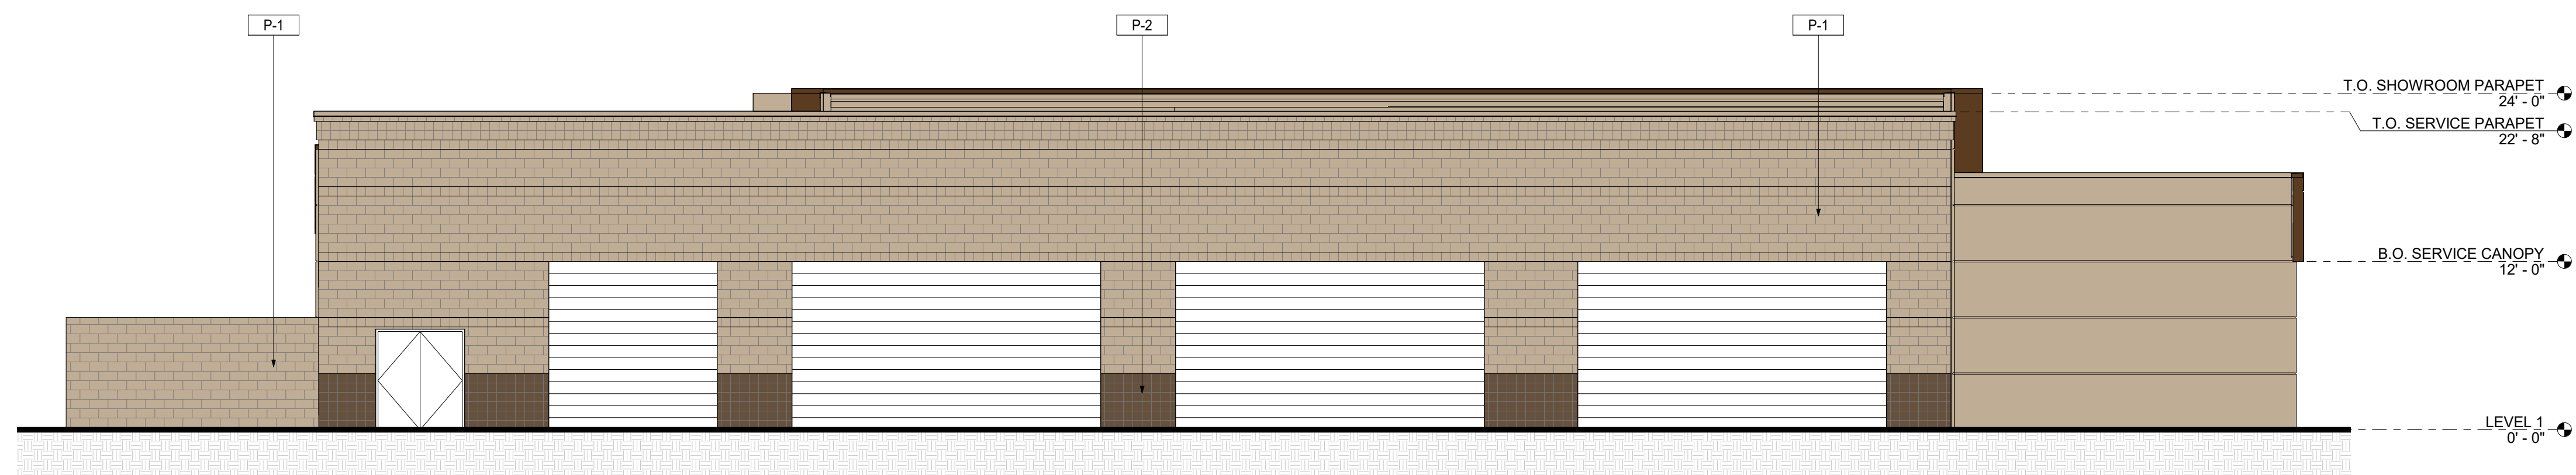 P-1
P-2
P-1
T.O. SHOWROOM PARAPET
24' - 0"
T.O. SERVICE PARAPET
22' - 8"
B.O. SERVICE CANOPY
12' - 0"
LEVEL 1
0' - 0"